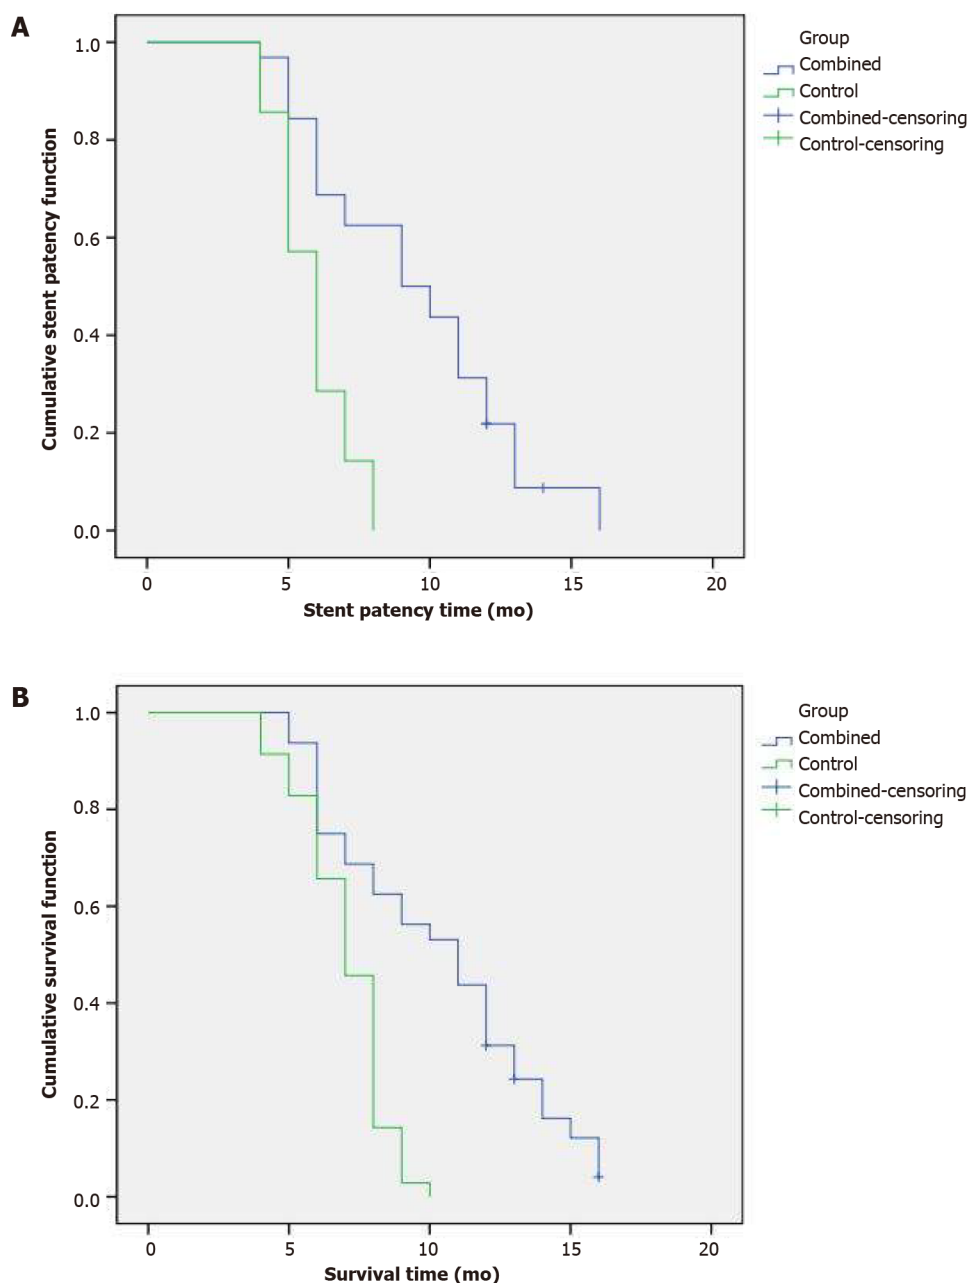 A
Group
Combined
Control
Combined-censoring
Control-censoring
Cumulative stent patency function
1.0
0.8
0.6
0.4
0.2
0.0
0 5 10 15 20
Stent patency time (mo)
B
Group
Combined
Control
Combined-censoring
Control-censoring
Cumulative survival function
1.0
0.8
0.6
0.4
0.2
0.0
0 5 10 15 20
Survival time (mo)